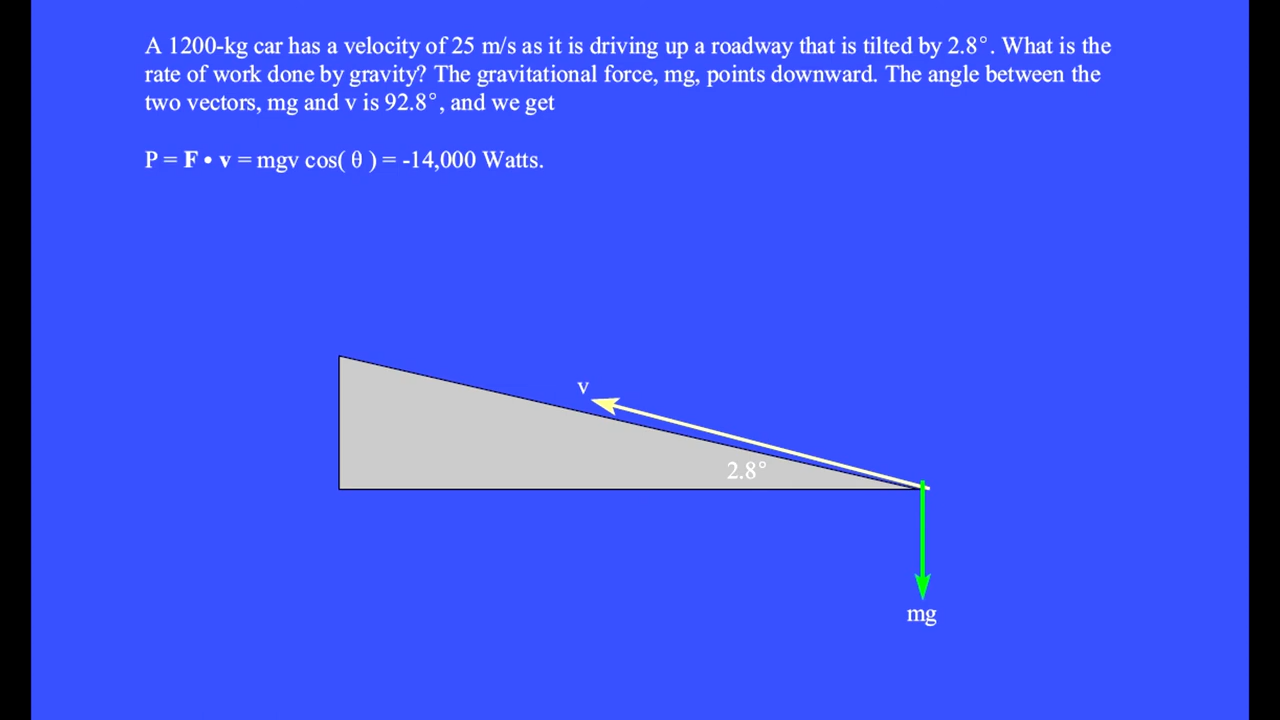 A 1200-kg car has a velocity of 25 m/s as it is driving up a roadway that is tilted by 2.8°. What is the
rate of work done by gravity? The gravitational force, mg, points downward. The angle between the
two vectors, mg and v is 92.8°, and we get
P = F • v = mgv cos( θ ) = -14,000 Watts.
v
2.8°
mg